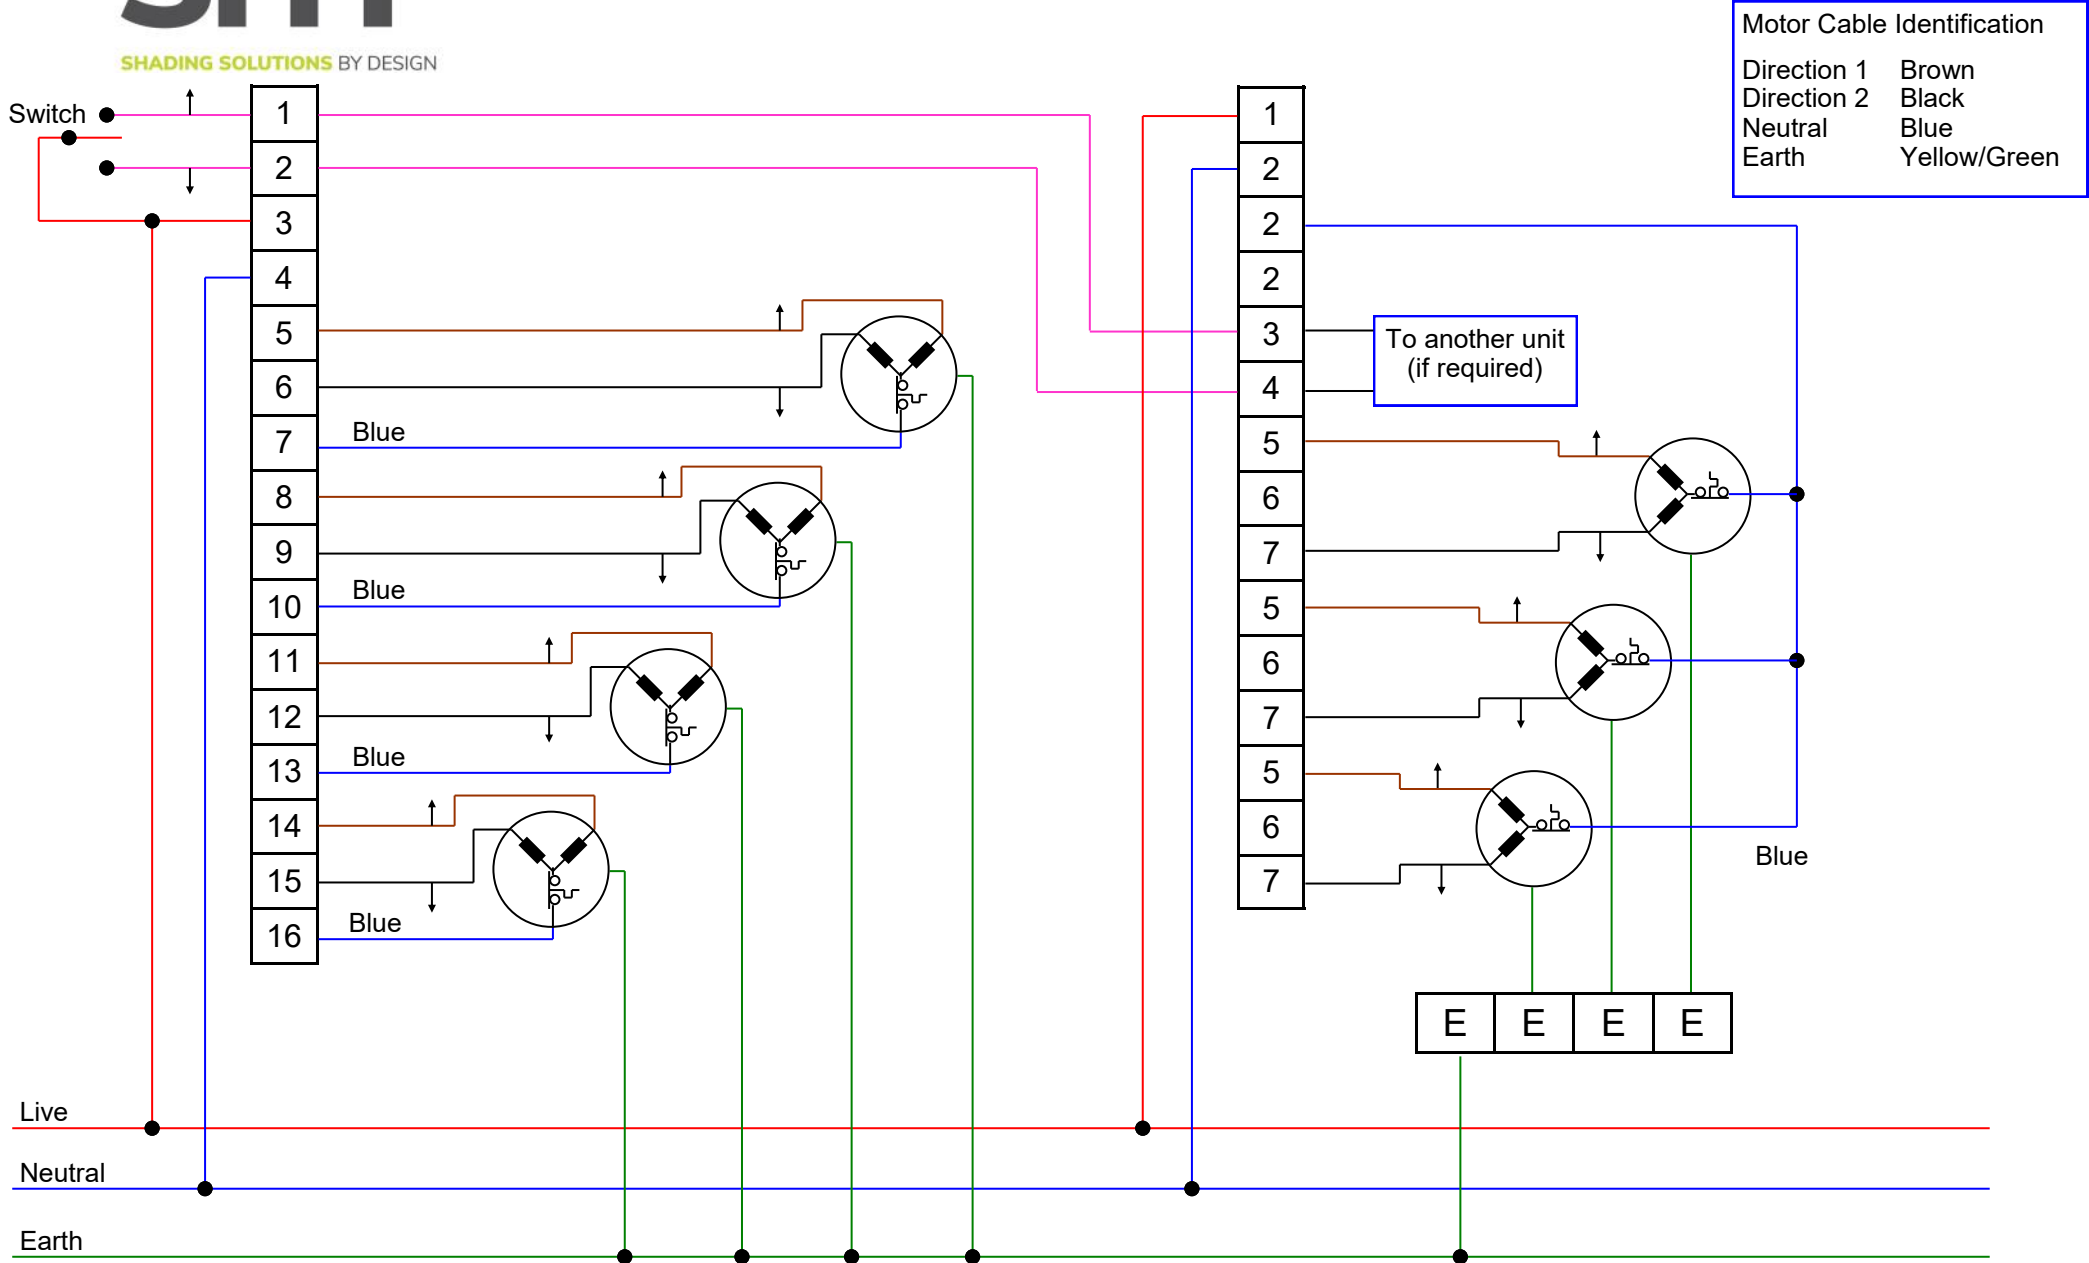 SHADING SOLUTIONS BY DESIGN
Motor Cable Identification
Direction 1 Brown
Direction 2 Black
Neutral Blue
Earth Yellow/Green
Switch
1
2
3
4
5
6
7
Blue
8
9
10
Blue
11
12
13
Blue
14
15
16
Blue
1
2
2
2
3
4
To another unit
(if required)
5
6
7
5
6
7
5
6
7
Blue
E E E E
Live
Neutral
Earth